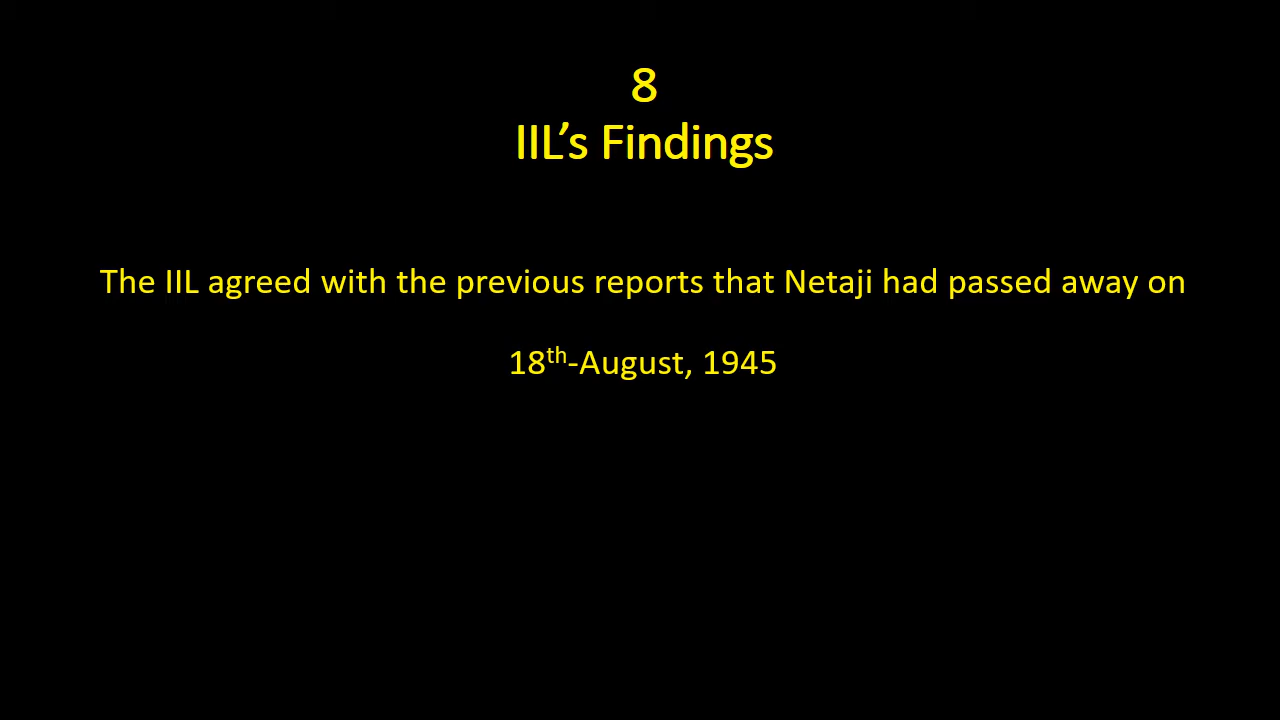 8
IIL’s Findings
The IIL agreed with the previous reports that Netaji had passed away on
18th-August, 1945